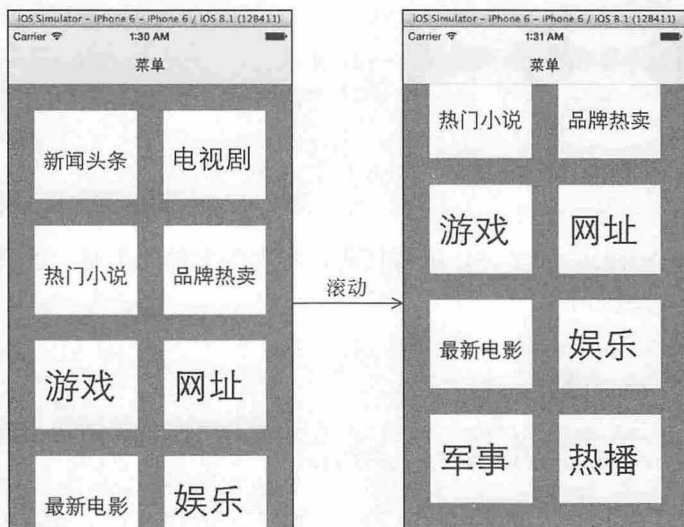 iOS Simulator - iPhone 6 - iPhone 6 / iOS 8.1 (12B411)
Carrier 1:30 AM
菜单
新闻头条 电视剧
热门小说 品牌热卖
游戏 网址
最新电影 娱乐
滚动
iOS Simulator - iPhone 6 - iPhone 6 / iOS 8.1 (12B411)
Carrier 1:31 AM
菜单
热门小说 品牌热卖
游戏 网址
最新电影 娱乐
军事 热播